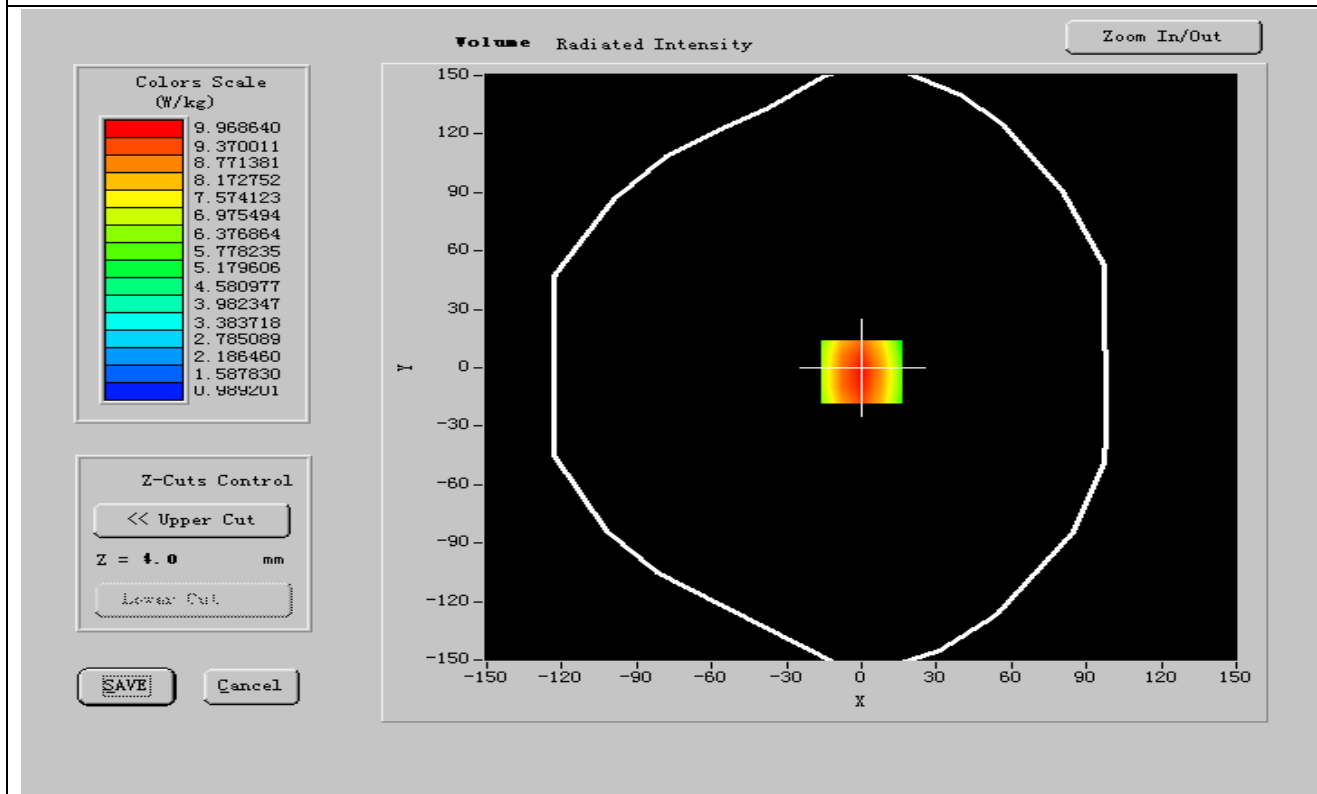 Volume Radiated Intensity
Zoom In/Out
Colors Scale
(W/kg)
9.968640
9.370011
8.771381
8.172752
7.574123
6.975494
6.376864
5.778235
5.179606
4.580977
3.982347
3.383718
2.785089
2.186460
1.587830
0.989201
Z-Cuts Control
<< Upper Cut
Z = 4.0 mm
Lower Cut
SAVE Cancel
150
120
90
60
30
0
-30
-60
-90
-120
-150
Y
-150 -120 -90 -60 -30 0 30 60 90 120 150
X